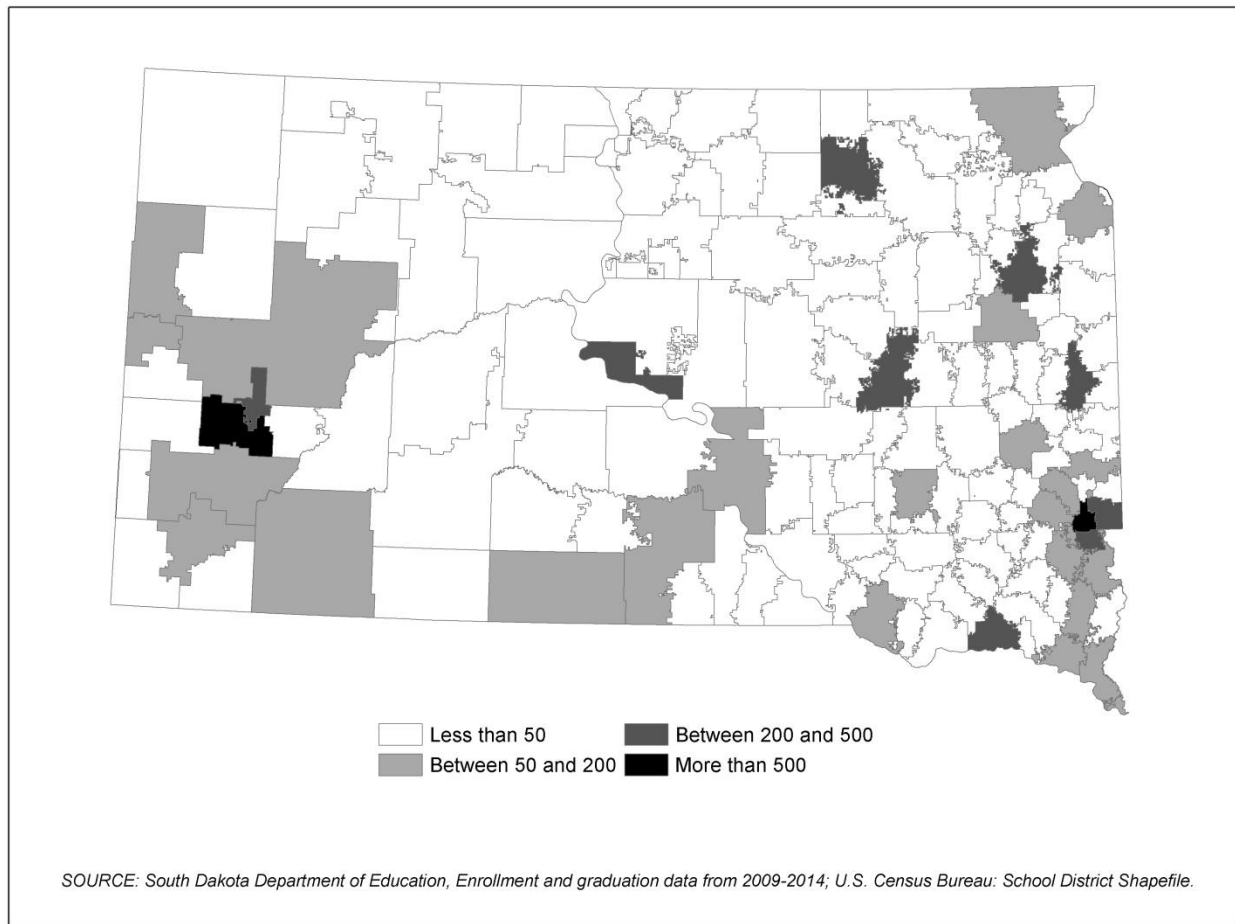 Less than 50
Between 200 and 500
Between 50 and 200
More than 500
SOURCE: South Dakota Department of Education, Enrollment and graduation data from 2009-2014; U.S. Census Bureau: School District Shapefile.